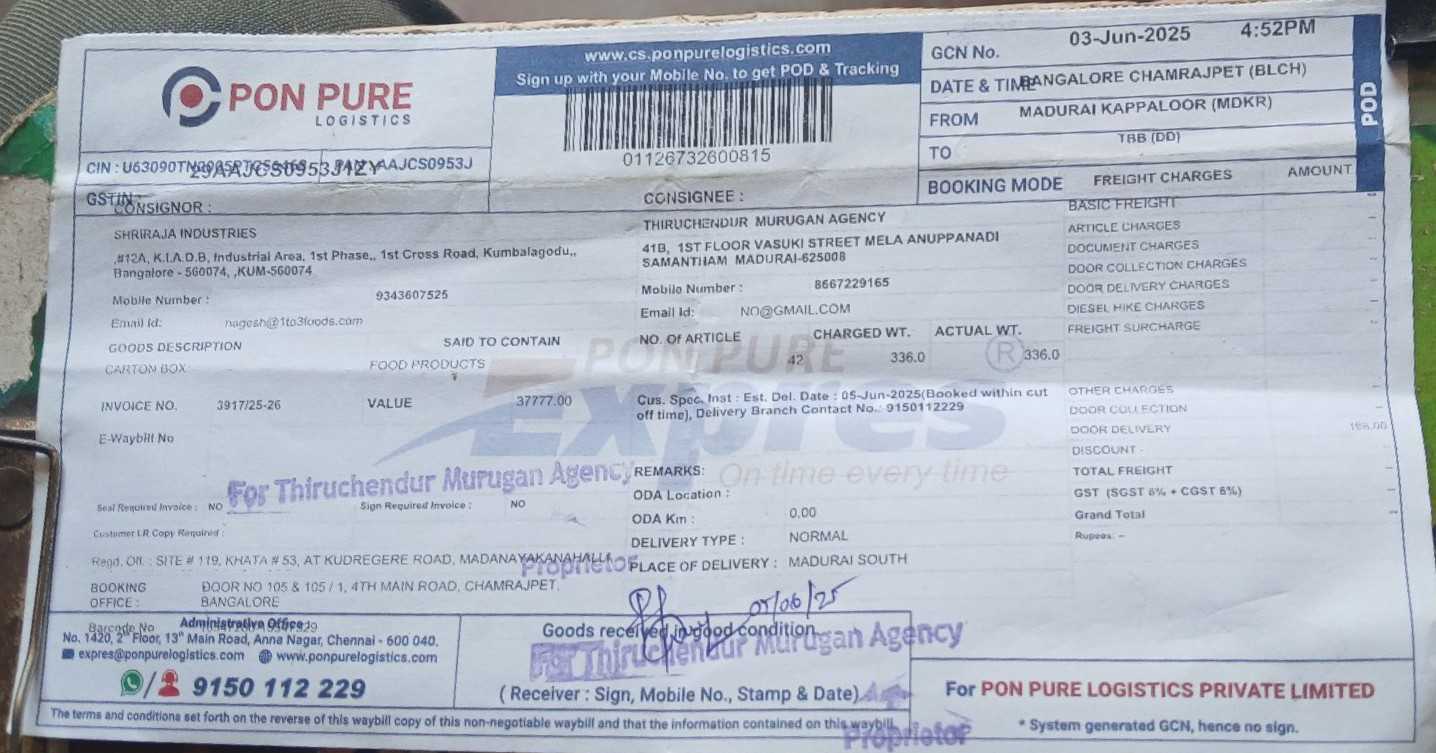 PON PURE
LOGISTICS
www.cs.ponpurelogistics.com
Sign up with your Mobile No. to get POD & Tracking
01126732600815
GCN No. 03-Jun-2025 4:52PM
DATE & TIME BANGALORE CHAMRAJPET (BLCH)
FROM MADURAI KAPPALOOR (MDKR)
TO TBB (DD)
BOOKING MODE FREIGHT CHARGES AMOUNT
POD
CIN : PAN AAJCS0953J
29AAJCS0953J1ZY
GSTIN :
CONSIGNOR :
SHRIRAJA INDUSTRIES
,#12A, K.I.A.D.B, Industrial Area, 1st Phase,, 1st Cross Road, Kumbalagodu,,
Bangalore - 560074, ,KUM-560074
Mobile Number : 9343607525
Email Id: nagesh@1to3foods.com
GOODS DESCRIPTION SAID TO CONTAIN
CARTON BOX FOOD PRODUCTS
INVOICE NO. 3917/25-26 VALUE 37777.00
E-Waybill No
For Thiruchendur Murugan Agency
Seal Required Invoice : NO Sign Required Invoice : NO
Customer LR Copy Required :
Regd. Off. : SITE # 119, KHATA # 53, AT KUDREGERE ROAD, MADANAYAKANAHALLI,
Proprietor
BOOKING OFFICE : DOOR NO 105 & 105 / 1, 4TH MAIN ROAD, CHAMRAJPET,
BANGALORE
CONSIGNEE :
THIRUCHENDUR MURUGAN AGENCY
41B, 1ST FLOOR VASUKI STREET MELA ANUPPANADI
SAMANTHAM MADURAI-625008
Mobile Number : 8667229165
Email Id: NO@GMAIL.COM
NO. Of ARTICLE CHARGED WT. ACTUAL WT.
42 336.0 336.0
PON PURE ®
Expres
On time every time
Cus. Spec. Inst : Est. Del. Date : 05-Jun-2025(Booked within cut
off time), Delivery Branch Contact No.: 9150112229
REMARKS:
ODA Location :
ODA Km : 0.00
DELIVERY TYPE : NORMAL
PLACE OF DELIVERY : MADURAI SOUTH
BASIC FREIGHT
ARTICLE CHARGES
DOCUMENT CHARGES
DOOR COLLECTION CHARGES
DOOR DELIVERY CHARGES
DIESEL HIKE CHARGES
FREIGHT SURCHARGE
OTHER CHARGES
DOOR COLLECTION
DOOR DELIVERY
DISCOUNT -
TOTAL FREIGHT
GST (SGST 6% + CGST 6%)
Grand Total
Rupees: –
05/06/25
Barcode No
Administrative Office :
No. 1420, 2nd Floor, 13th Main Road, Anna Nagar, Chennai - 600 040.
expres@ponpurelogistics.com www.ponpurelogistics.com
9150 112 229
Goods received in good condition
For Thiruchendur Murugan Agency
( Receiver : Sign, Mobile No., Stamp & Date)
Proprietor
For PON PURE LOGISTICS PRIVATE LIMITED
* System generated GCN, hence no sign.
The terms and conditions set forth on the reverse of this waybill copy of this non-negotiable waybill and that the information contained on this waybill.